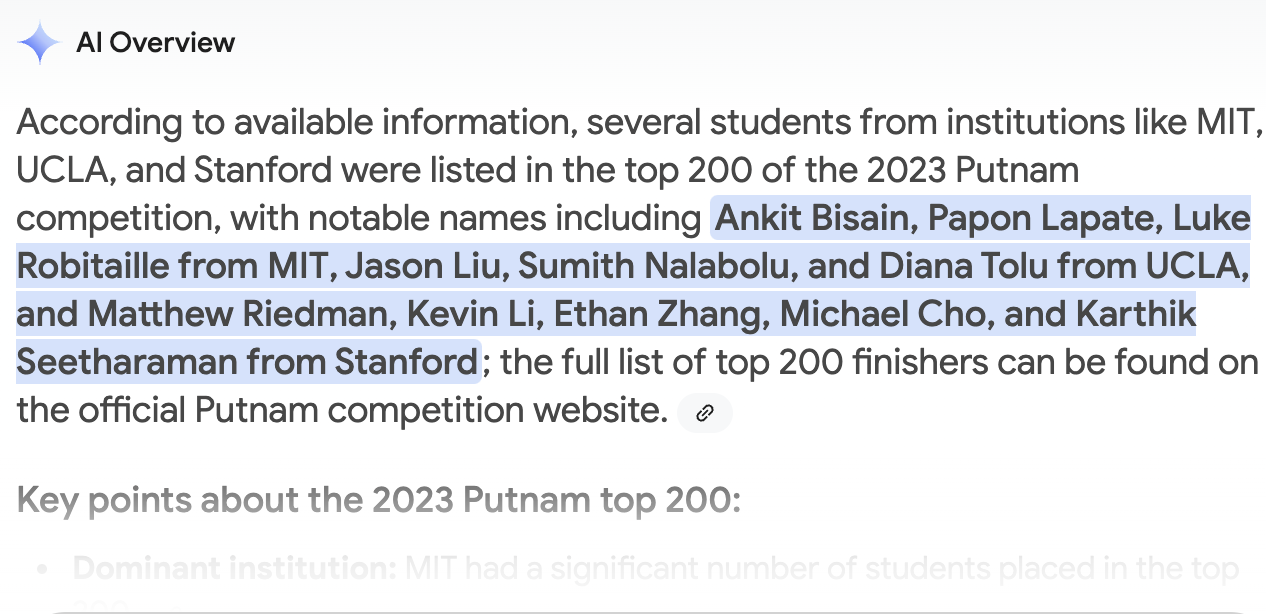 AI Overview
According to available information, several students from institutions like MIT,
UCLA, and Stanford were listed in the top 200 of the 2023 Putnam
competition, with notable names including Ankit Bisain, Papon Lapate, Luke
Robitaille from MIT, Jason Liu, Sumith Nalabolu, and Diana Tolu from UCLA,
and Matthew Riedman, Kevin Li, Ethan Zhang, Michael Cho, and Karthik
Seetharaman from Stanford; the full list of top 200 finishers can be found on
the official Putnam competition website.
Key points about the 2023 Putnam top 200:
• Dominant institution: MIT had a significant number of students placed in the top